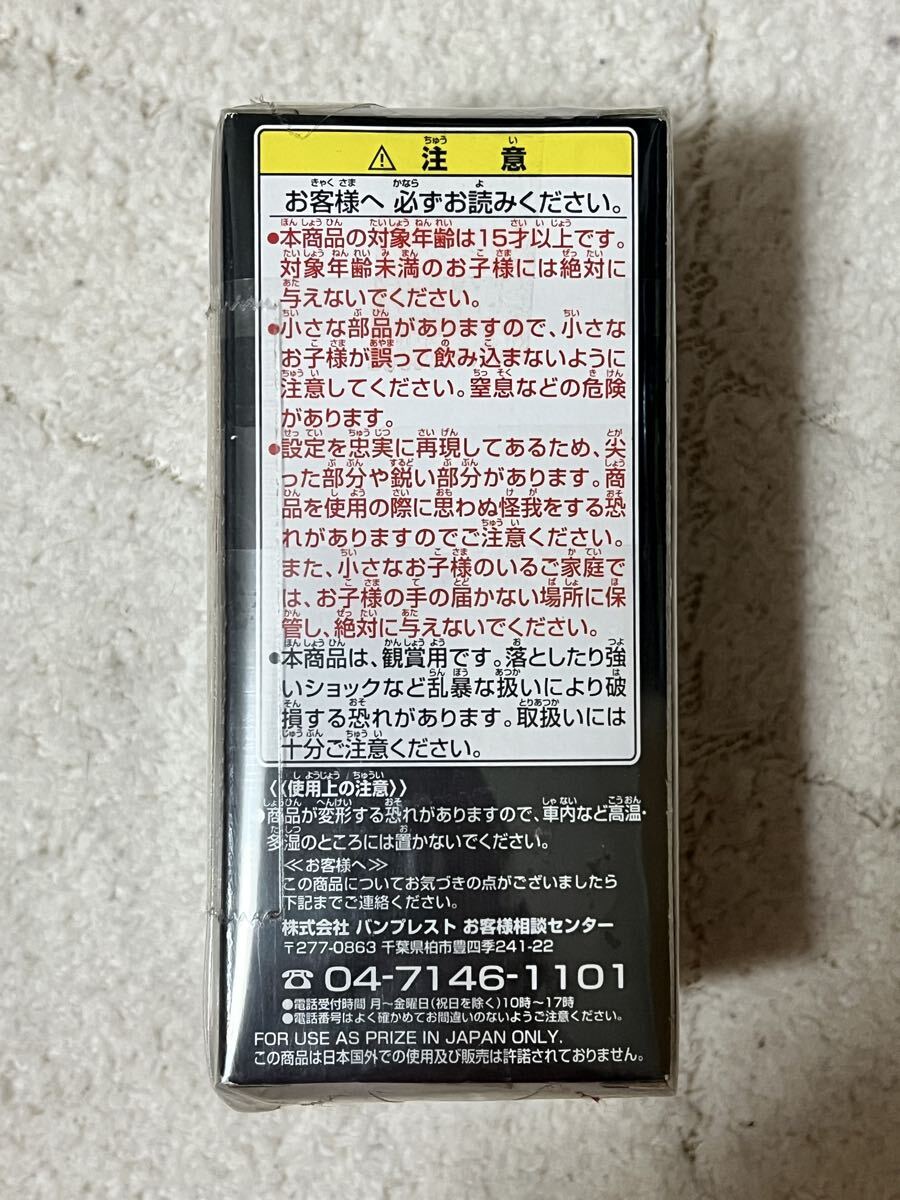 ⚠ 注意
お客様へ 必ずお読みください。
●本商品の対象年齢は15才以上です。
対象年齢未満のお子様には絶対に
与えないでください。
●小さな部品がありますので、小さな
お子様が誤って飲み込まないように
注意してください。窒息などの危険
があります。
●設定を忠実に再現してあるため、尖
った部分や鋭い部分があります。商
品を使用の際に思わぬ怪我をする恐
れがありますのでご注意ください。
また、小さなお子様のいるご家庭で
は、お子様の手の届かない場所に保
管し、絶対に与えないでください。
●本商品は、観賞用です。落としたり強
いショックなど乱暴な扱いにより破
損する恐れがあります。取扱いには
十分ご注意ください。
《使用上の注意》
●商品が変形する恐れがありますので、車内など高温・
多湿のところには置かないでください。
≪お客様へ≫
この商品についてお気づきの点がございましたら
下記までご連絡ください。
株式会社 バンプレスト お客様相談センター
〒277-0863 千葉県柏市豊四季241-22
☎ 04-7146-1101
●電話受付時間 月〜金曜日(祝日を除く)10時〜17時
●電話番号はよく確かめてお間違いのないようご注意ください。
FOR USE AS PRIZE IN JAPAN ONLY.
この商品は日本国外での使用及び販売は許諾されておりません。